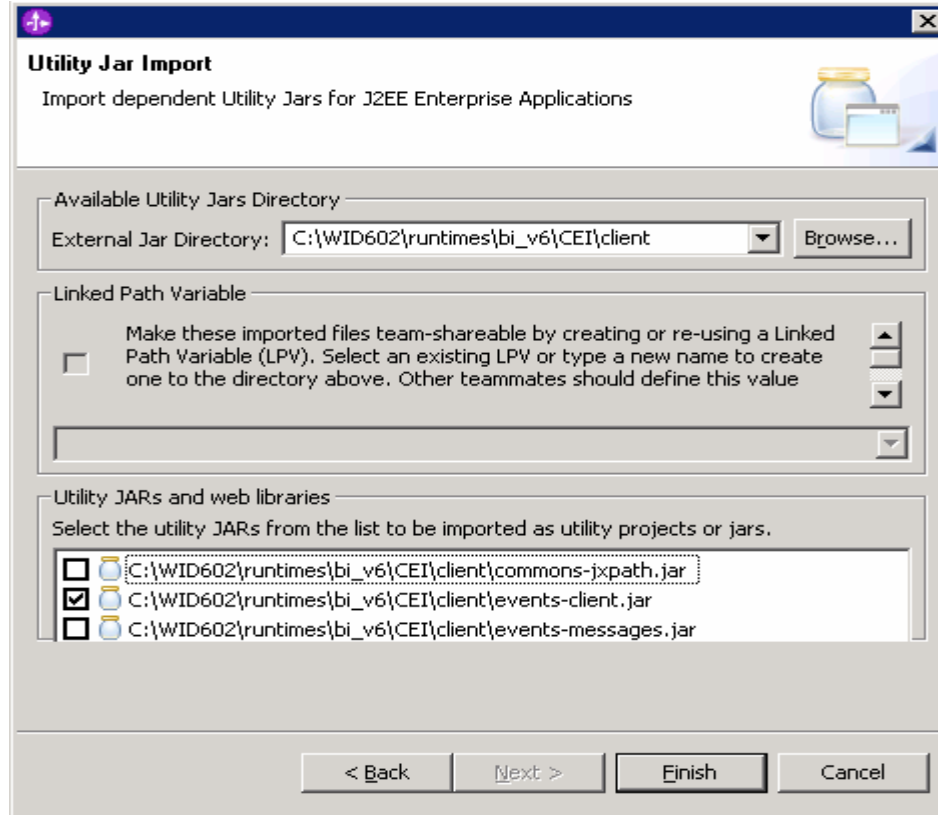 Utility Jar Import
Import dependent Utility Jars for J2EE Enterprise Applications
Available Utility Jars Directory
External Jar Directory: C:\WID602\runtimes\bi_v6\CEI\client Browse...
Linked Path Variable
Make these imported files team-shareable by creating or re-using a Linked
Path Variable (LPV). Select an existing LPV or type a new name to create
one to the directory above. Other teammates should define this value
Utility JARs and web libraries
Select the utility JARs from the list to be imported as utility projects or jars.
C:\WID602\runtimes\bi_v6\CEI\client\commons-jxpath.jar
C:\WID602\runtimes\bi_v6\CEI\client\events-client.jar
C:\WID602\runtimes\bi_v6\CEI\client\events-messages.jar
< Back Next > Finish Cancel